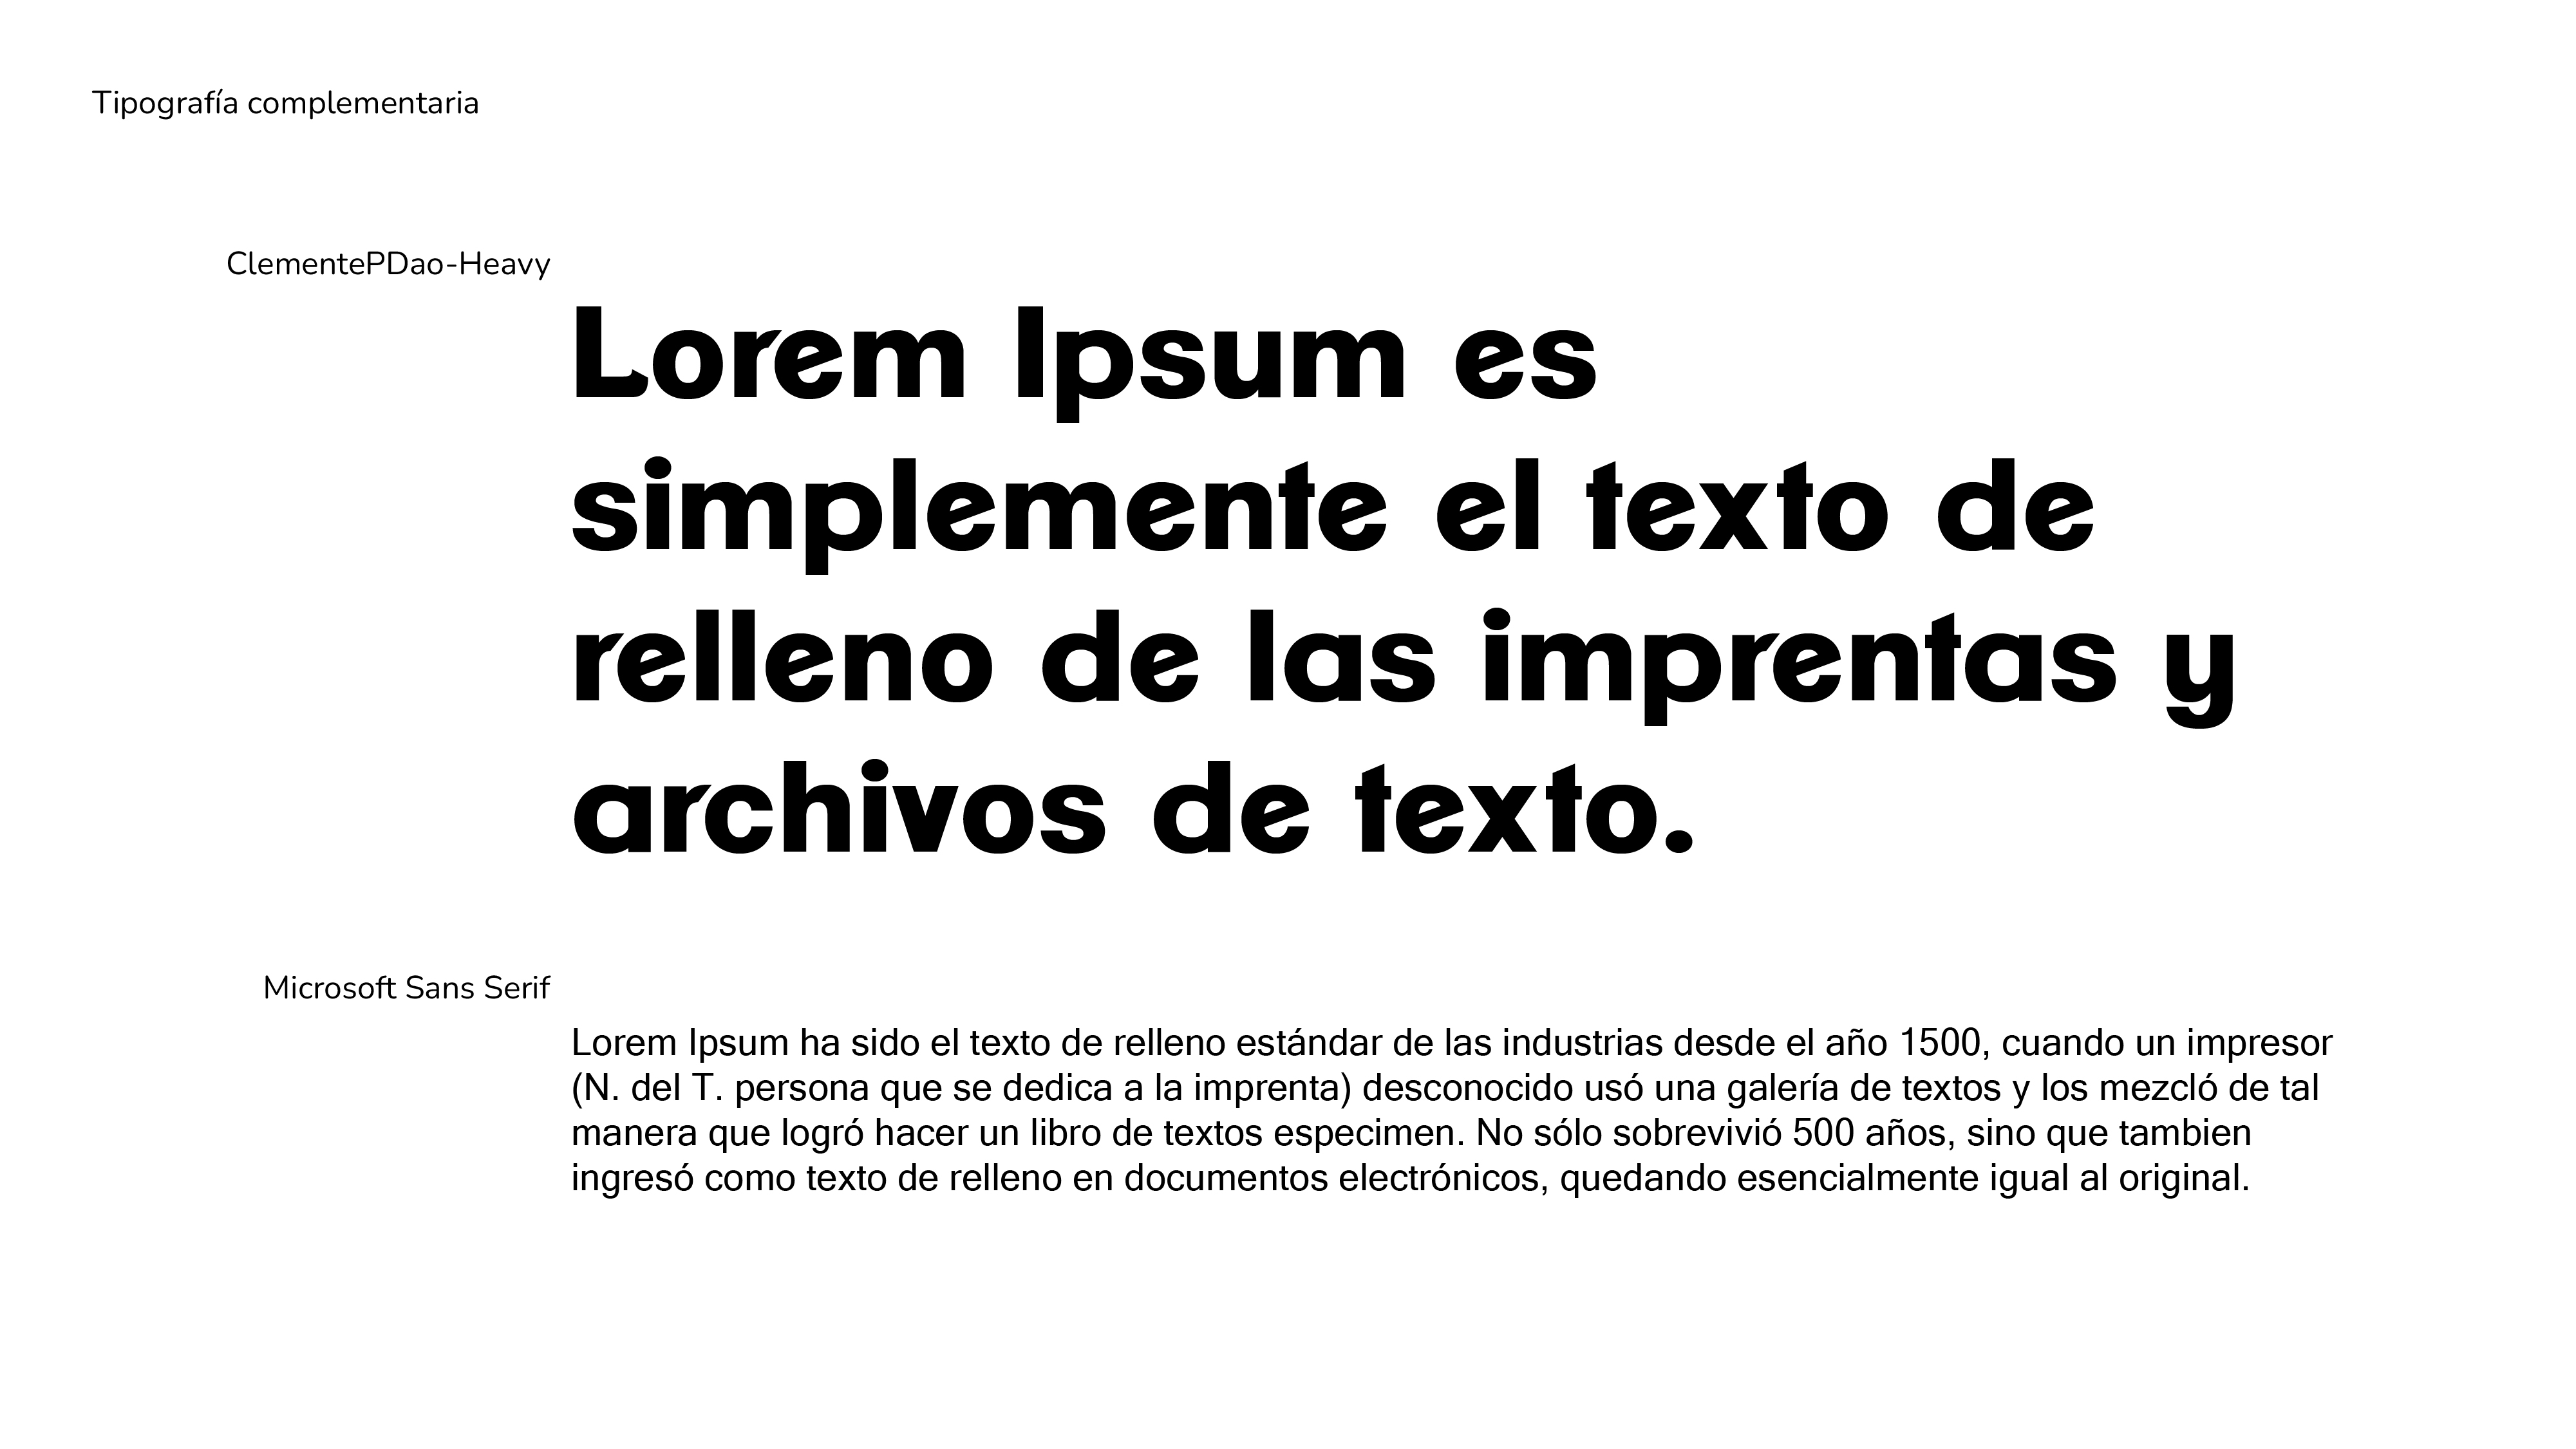 Tipografía complementaria
ClementePDao-Heavy
Lorem Ipsum es
simplemente el texto de
relleno de las imprentas y
archivos de texto.
Microsoft Sans Serif
Lorem Ipsum ha sido el texto de relleno estándar de las industrias desde el año 1500, cuando un impresor
(N. del T. persona que se dedica a la imprenta) desconocido usó una galería de textos y los mezcló de tal
manera que logró hacer un libro de textos especimen. No sólo sobrevivió 500 años, sino que tambien
ingresó como texto de relleno en documentos electrónicos, quedando esencialmente igual al original.